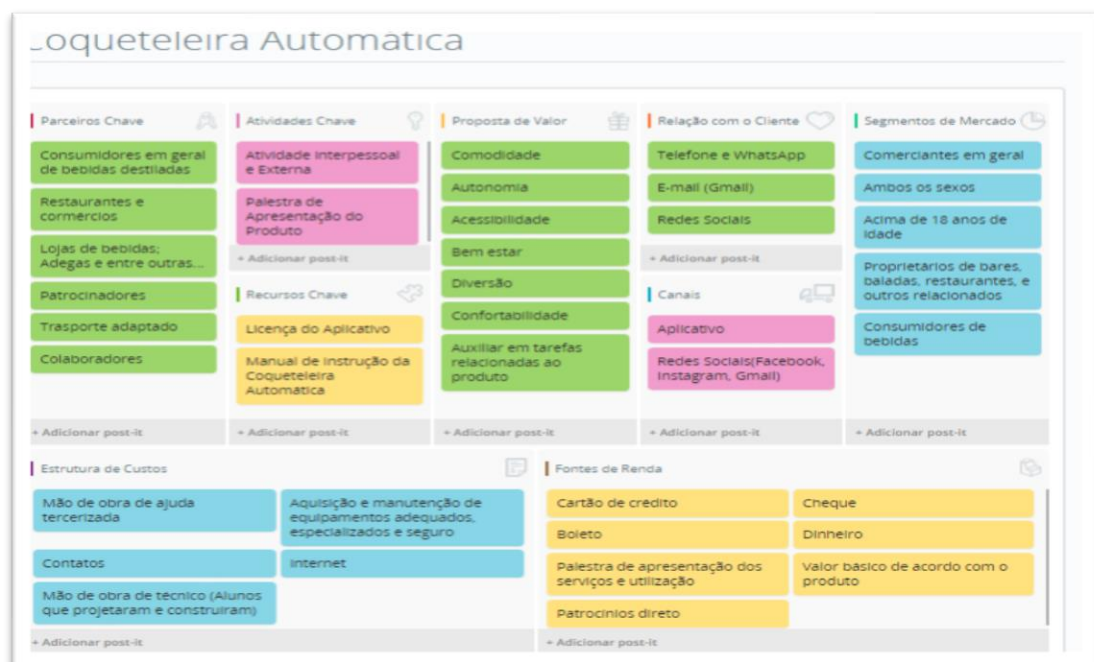 Coqueteleira Automática
Parceiros Chave
Consumidores em geral
de bebidas destiladas
Restaurantes e
comércios
Lojas de bebidas;
Adegas e entre outras...
Patrocinadores
Trasporte adaptado
Colaboradores
+ Adicionar post-it
Atividades Chave
Atividade Interpessoal
e Externa
Palestra de
Apresentação do
Produto
+ Adicionar post-it
Recursos Chave
Licença do Aplicativo
Manual de Instrução da
Coqueteleira
Automática
+ Adicionar post-it
Proposta de Valor
Comodidade
Autonomia
Acessibilidade
Bem estar
Diversão
Confortabilidade
Auxiliar em tarefas
relacionadas ao
produto
+ Adicionar post-it
Relação com o Cliente
Telefone e WhatsApp
E-mail (Gmail)
Redes Sociais
+ Adicionar post-it
Canais
Aplicativo
Redes Sociais(Facebook,
Instagram, Gmail)
+ Adicionar post-it
Segmentos de Mercado
Comerciantes em geral
Ambos os sexos
Acima de 18 anos de
idade
Proprietários de bares,
baladas, restaurantes, e
outros relacionados
Consumidores de
bebidas
+ Adicionar post-it
Estrutura de Custos
Mão de obra de ajuda
tercerizada
Aquisição e manutenção de
equipamentos adequados,
especializados e seguro
Contatos
Internet
Mão de obra de técnico (Alunos
que projetaram e construíram)
+ Adicionar post-it
Fontes de Renda
Cartão de credito
Cheque
Boleto
Dinheiro
Palestra de apresentação dos
serviços e utilização
Valor básico de acordo com o
produto
Patrocínios direto
+ Adicionar post-it